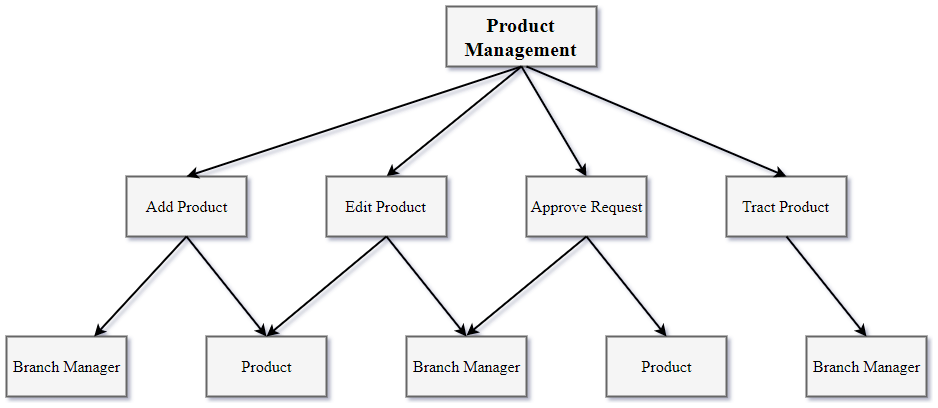 Product
Management
Add Product
Edit Product
Approve Request
Tract Product
Branch Manager
Product
Branch Manager
Product
Branch Manager